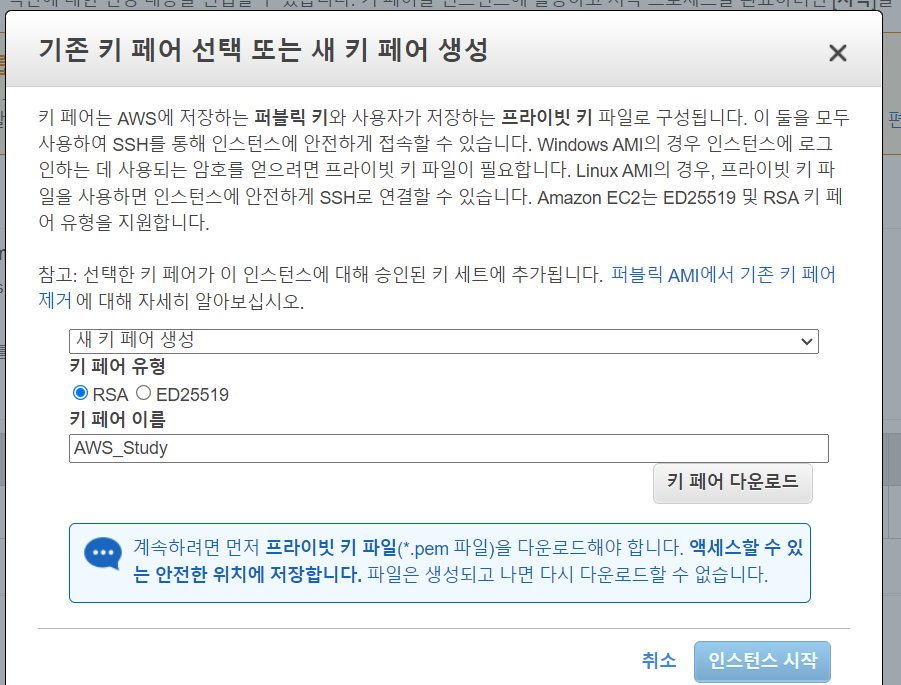 기존 키 페어 선택 또는 새 키 페어 생성
키 페어는 AWS에 저장하는 퍼블릭 키와 사용자가 저장하는 프라이빗 키 파일로 구성됩니다. 이 둘을 모두
사용하여 SSH를 통해 인스턴스에 안전하게 접속할 수 있습니다. Windows AMI의 경우 인스턴스에 로그
인하는 데 사용되는 암호를 얻으려면 프라이빗 키 파일이 필요합니다. Linux AMI의 경우, 프라이빗 키 파
일을 사용하면 인스턴스에 안전하게 SSH로 연결할 수 있습니다. Amazon EC2는 ED25519 및 RSA 키 페
어 유형을 지원합니다.
참고: 선택한 키 페어가 이 인스턴스에 대해 승인된 키 세트에 추가됩니다. 퍼블릭 AMI에서 기존 키 페어
제거 에 대해 자세히 알아보십시오.
새 키 페어 생성
키 페어 유형
RSA ED25519
키 페어 이름
AWS_Study
키 페어 다운로드
계속하려면 먼저 프라이빗 키 파일(*.pem 파일)을 다운로드해야 합니다. 액세스할 수 있
는 안전한 위치에 저장합니다. 파일은 생성되고 나면 다시 다운로드할 수 없습니다.
취소 인스턴스 시작